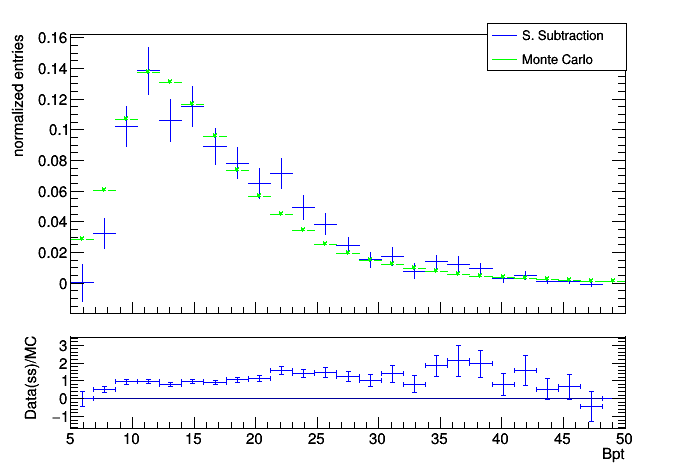 S. Subtraction
Monte Carlo
normalized entries
0.16
0.14
0.12
0.1
0.08
0.06
0.04
0.02
0
Data(ss)/MC
3
2
1
0
−1
5 10 15 20 25 30 35 40 45 50
Bpt